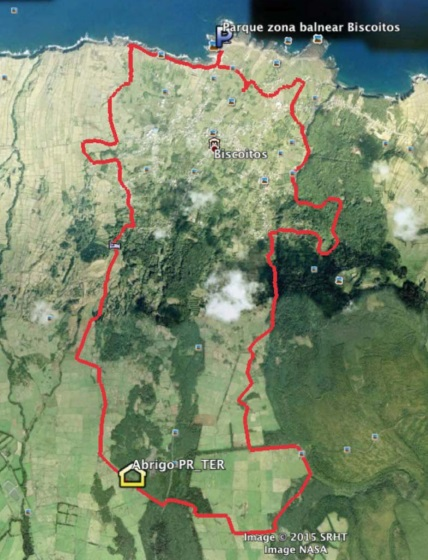 P
Parque zona balnear Biscoitos
Biscoitos
Abrigo PR_TER
Image © 2015 SRHT
Image NASA